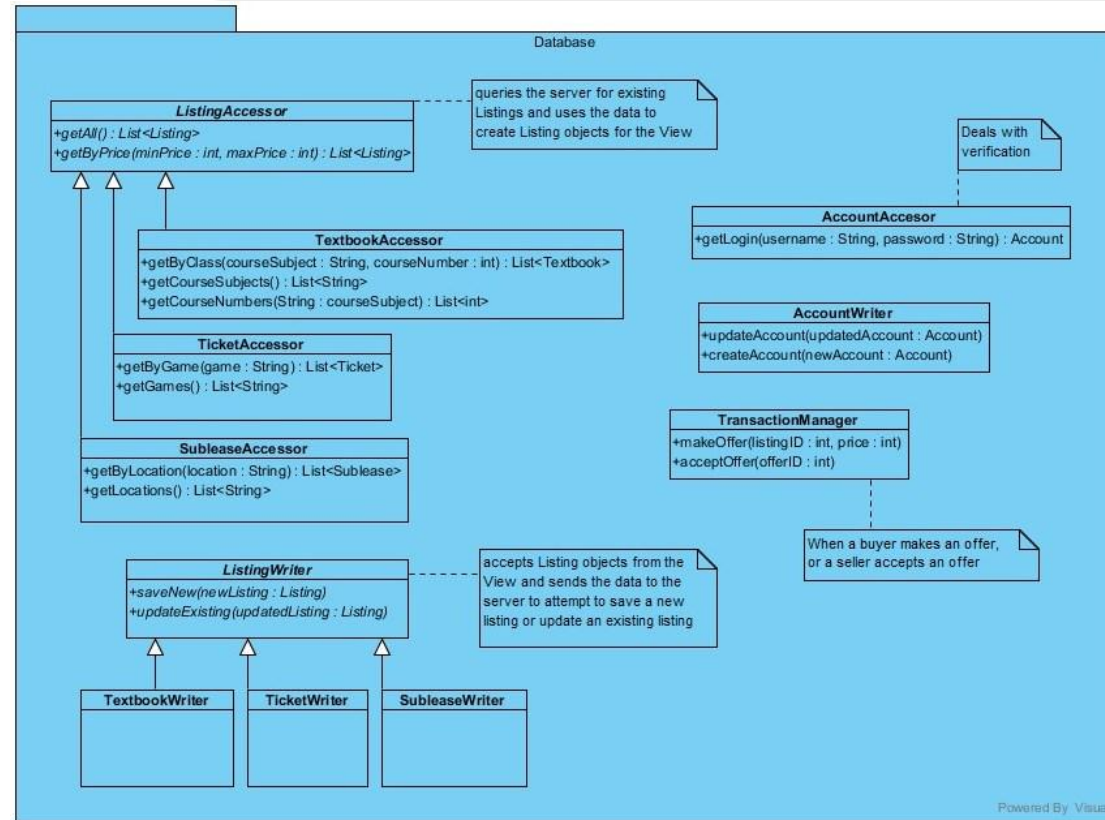 Database
ListingAccessor
+getAll() : List<Listing>
+getByPrice(minPrice : int, maxPrice : int) : List<Listing>
queries the server for existing
Listings and uses the data to
create Listing objects for the View
Deals with
verification
TextbookAccessor
+getByClass(courseSubject : String, courseNumber : int) : List<Textbook>
+getCourseSubjects() : List<String>
+getCourseNumbers(String : courseSubject) : List<int>
AccountAccesor
+getLogin(username : String, password : String) : Account
TicketAccessor
+getByGame(game : String) : List<Ticket>
+getGames() : List<String>
AccountWriter
+updateAccount(updatedAccount : Account)
+createAccount(newAccount : Account)
SubleaseAccessor
+getByLocation(location : String) : List<Sublease>
+getLocations() : List<String>
TransactionManager
+makeOffer(listingID : int, price : int)
+acceptOffer(offerID : int)
When a buyer makes an offer,
or a seller accepts an offer
ListingWriter
+saveNew(newListing : Listing)
+updateExisting(updatedListing : Listing)
accepts Listing objects from the
View and sends the data to the
server to attempt to save a new
listing or update an existing listing
TextbookWriter
TicketWriter
SubleaseWriter
Powered By Visua